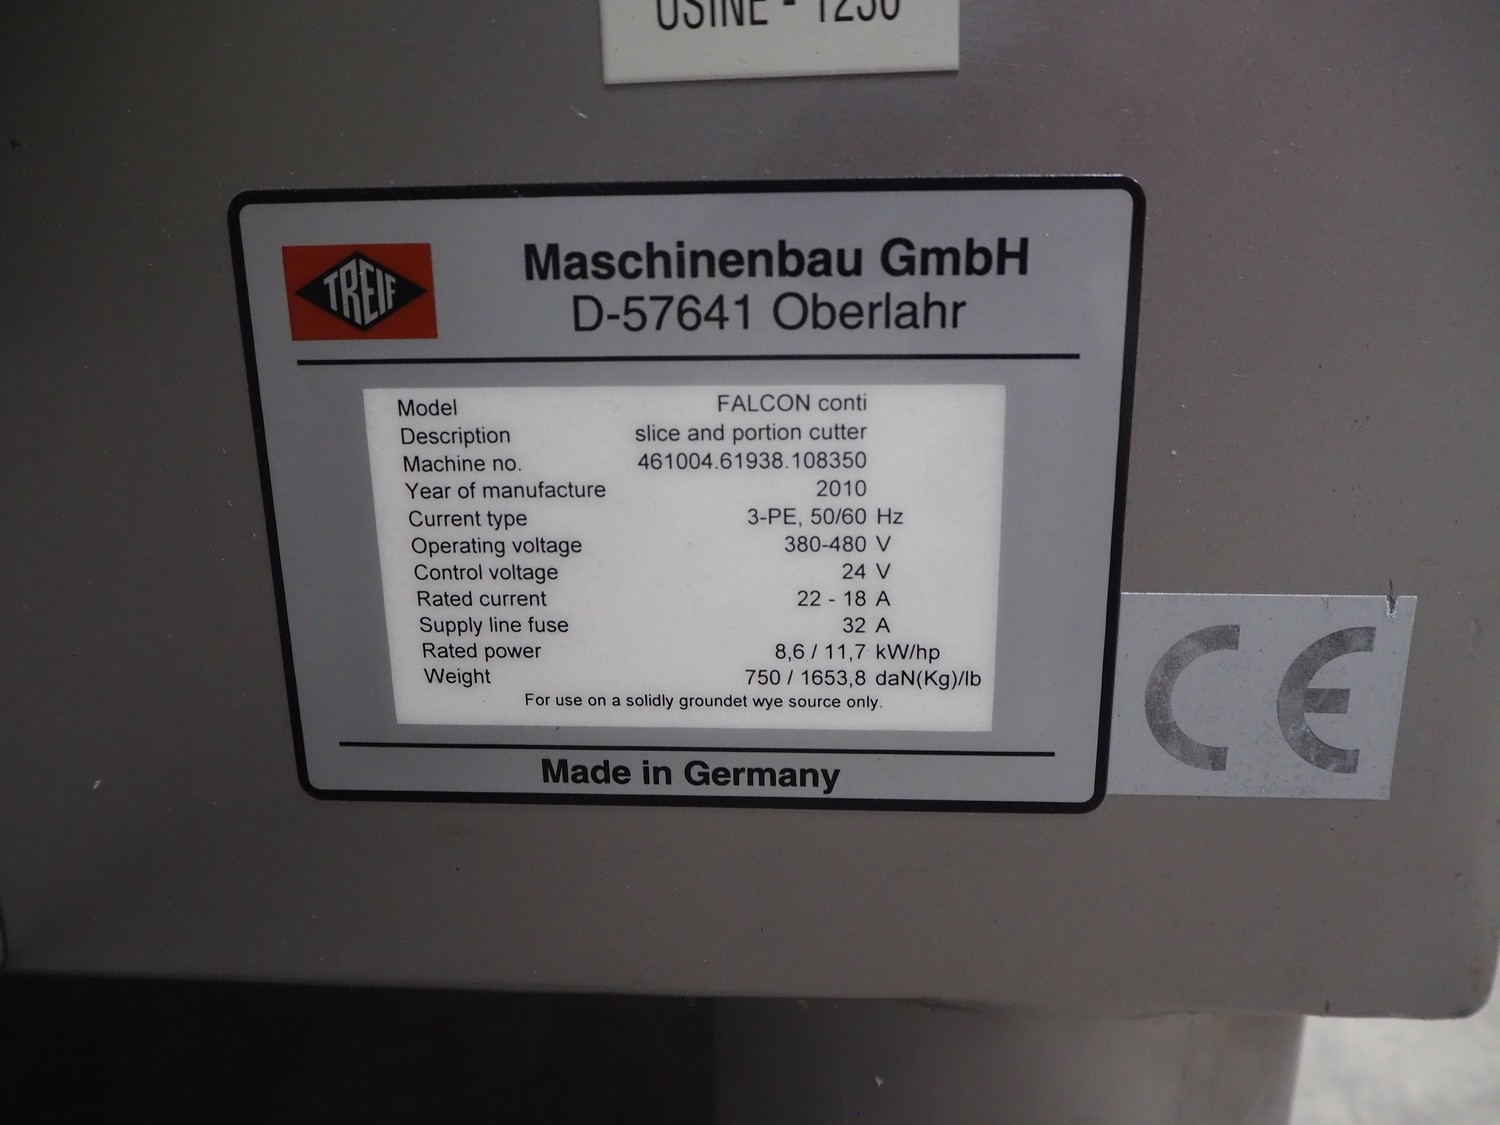 USINE - 1250
TREIF
Maschinenbau GmbH
D-57641 Oberlahr
Model FALCON conti
Description slice and portion cutter
Machine no. 461004.61938.108350
Year of manufacture 2010
Current type 3-PE, 50/60 Hz
Operating voltage 380-480 V
Control voltage 24 V
Rated current 22 - 18 A
Supply line fuse 32 A
Rated power 8,6 / 11,7 kW/hp
Weight 750 / 1653,8 daN(Kg)/lb
For use on a solidly groundet wye source only.
Made in Germany
CE